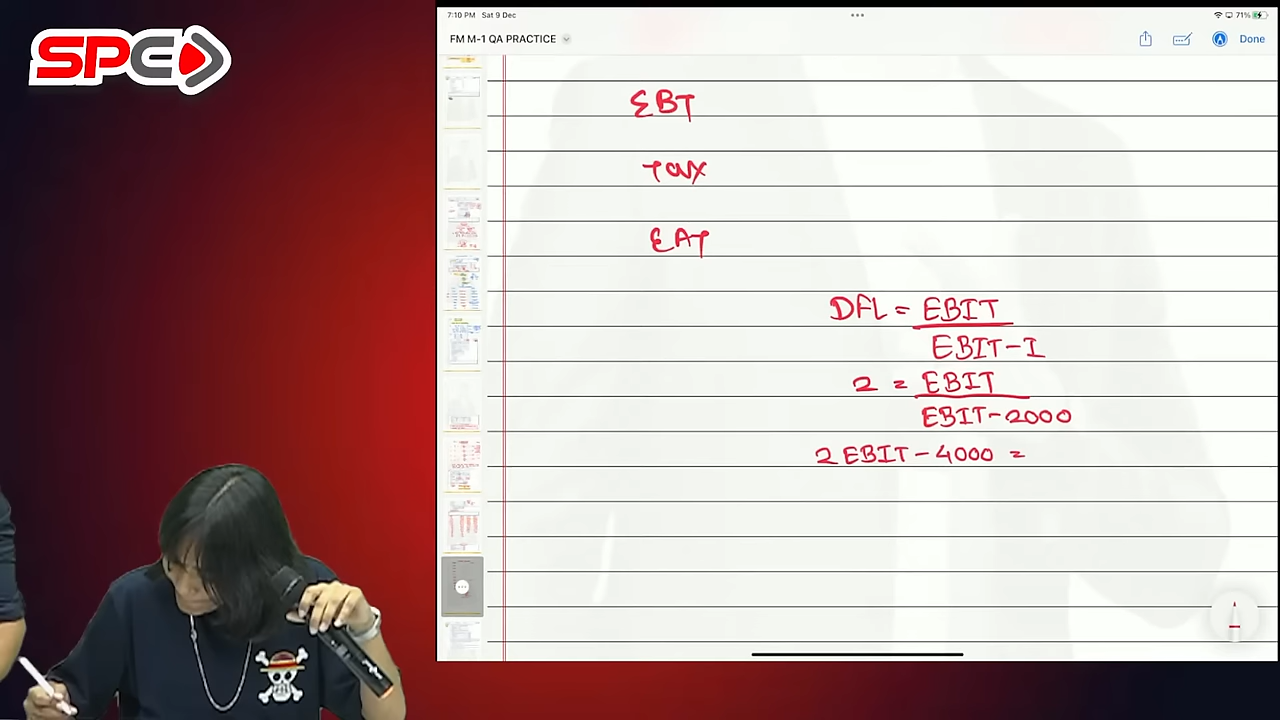 SPC
7:10 PM Sat 9 Dec
71%
FM M-1 QA PRACTICE
Done
EBT
Tax
EAT
DFL = EBIT
EBIT-I
2 = EBIT
EBIT-2000
2EBIT-4000 =